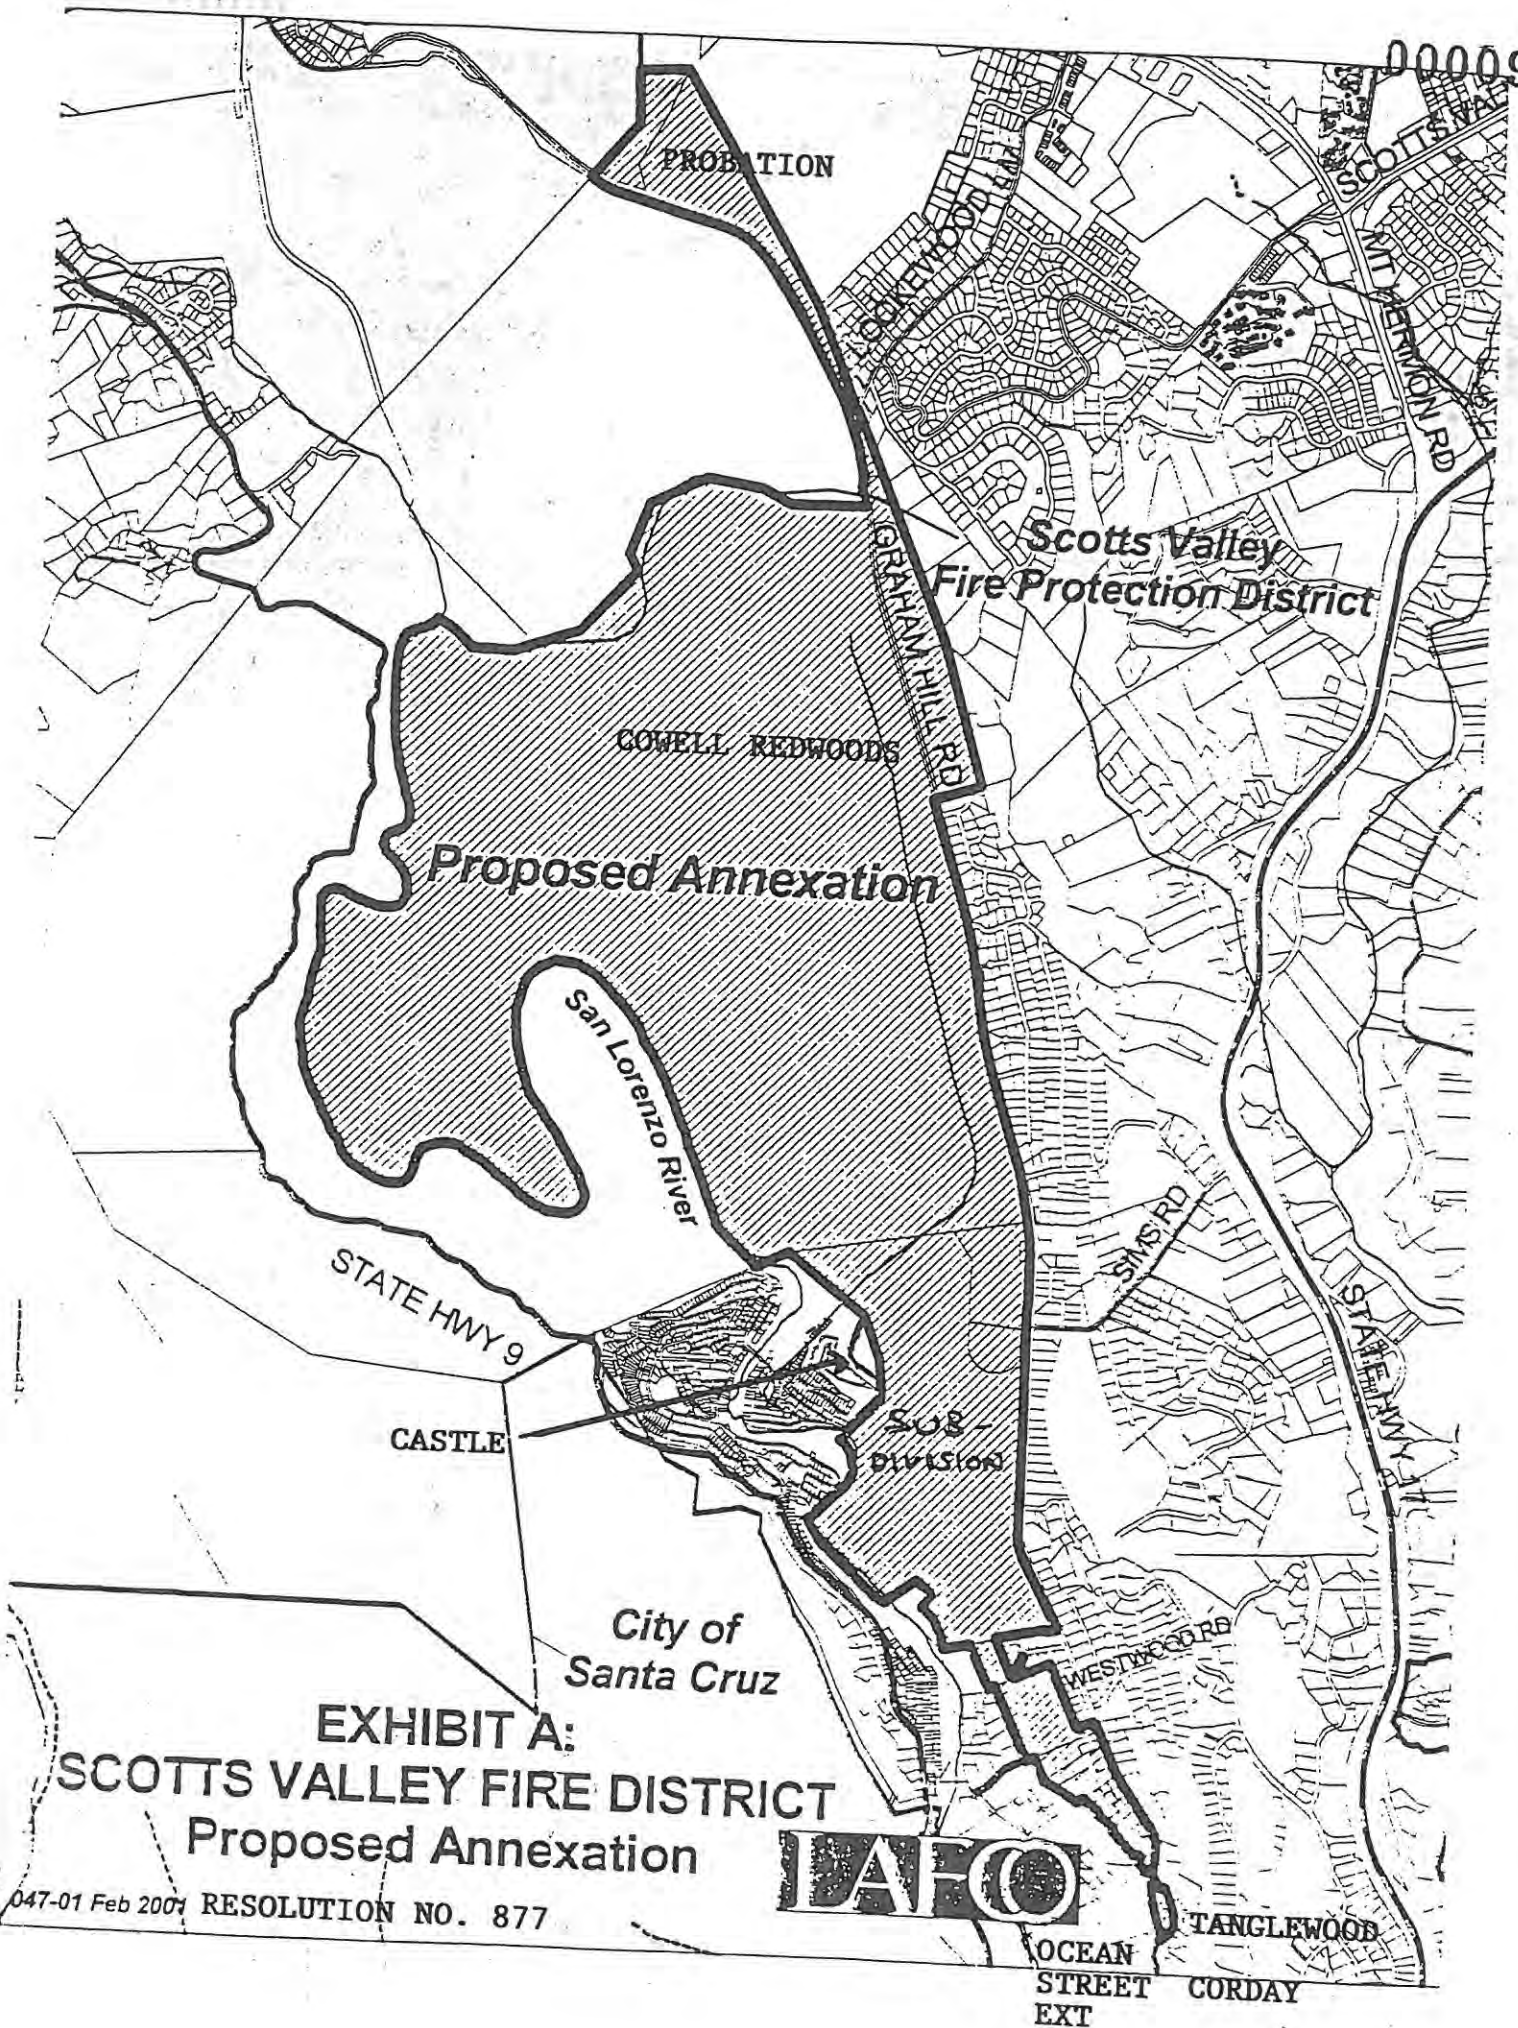 00009
SCOTTS VAL
PROBATION
LOCKEWOOD LN
MT HERMON RD
Scotts Valley
Fire Protection District
GRAHAM HILL RD
COWELL REDWOODS
Proposed Annexation
San Lorenzo River
SIMS RD
STATE HWY 9
STATE HWY 17
CASTLE
SUB-
DIVISION
City of
Santa Cruz
WESTWOOD RD
EXHIBIT A:
SCOTTS VALLEY FIRE DISTRICT
Proposed Annexation
LAFCO
047-01 Feb 2001 RESOLUTION NO. 877
TANGLEWOOD
OCEAN
STREET
EXT
CORDAY